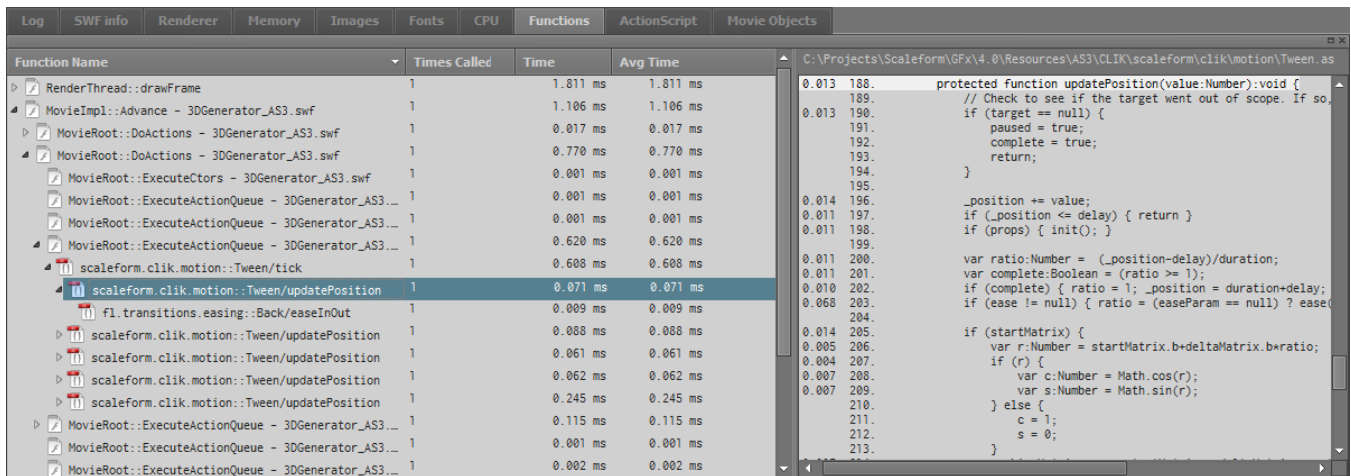 Log SWF info Renderer Memory Images Fonts CPU Functions ActionScript Movie Objects
Function Name Times Called Time Avg Time
RenderThread::drawFrame 1 1.811 ms 1.811 ms
MovieImpl::Advance - 3DGenerator_AS3.swf 1 1.106 ms 1.106 ms
MovieRoot::DoActions - 3DGenerator_AS3.swf 1 0.017 ms 0.017 ms
MovieRoot::DoActions - 3DGenerator_AS3.swf 1 0.770 ms 0.770 ms
MovieRoot::ExecuteCtors - 3DGenerator_AS3.swf 1 0.001 ms 0.001 ms
MovieRoot::ExecuteActionQueue - 3DGenerator_AS3.… 1 0.001 ms 0.001 ms
MovieRoot::ExecuteActionQueue - 3DGenerator_AS3.… 1 0.001 ms 0.001 ms
MovieRoot::ExecuteActionQueue - 3DGenerator_AS3.… 1 0.620 ms 0.620 ms
scaleform.clik.motion::Tween/tick 1 0.608 ms 0.608 ms
scaleform.clik.motion::Tween/updatePosition 1 0.071 ms 0.071 ms
fl.transitions.easing::Back/easeInOut 1 0.009 ms 0.009 ms
scaleform.clik.motion::Tween/updatePosition 1 0.088 ms 0.088 ms
scaleform.clik.motion::Tween/updatePosition 1 0.061 ms 0.061 ms
scaleform.clik.motion::Tween/updatePosition 1 0.062 ms 0.062 ms
scaleform.clik.motion::Tween/updatePosition 1 0.245 ms 0.245 ms
MovieRoot::ExecuteActionQueue - 3DGenerator_AS3.… 1 0.115 ms 0.115 ms
MovieRoot::ExecuteActionQueue - 3DGenerator_AS3.… 1 0.001 ms 0.001 ms
MovieRoot::ExecuteActionQueue - 3DGenerator_AS3.… 1 0.002 ms 0.002 ms
C:\Projects\Scaleform\GFx\4.0\Resources\AS3\CLIK\scaleform\clik\motion\Tween.as
0.013 188. protected function updatePosition(value:Number):void {
189. // Check to see if the target went out of scope. If so,
0.013 190. if (target == null) {
191. paused = true;
192. complete = true;
193. return;
194. }
195.
0.014 196. _position += value;
0.011 197. if (_position <= delay) { return }
0.011 198. if (props) { init(); }
199.
0.011 200. var ratio:Number = (_position-delay)/duration;
0.011 201. var complete:Boolean = (ratio >= 1);
0.010 202. if (complete) { ratio = 1; _position = duration+delay;
0.068 203. if (ease != null) { ratio = (easeParam == null) ? ease(
204.
0.014 205. if (startMatrix) {
0.005 206. var r:Number = startMatrix.b+deltaMatrix.b*ratio;
0.004 207. if (r) {
0.007 208. var c:Number = Math.cos(r);
0.007 209. var s:Number = Math.sin(r);
210. } else {
211. c = 1;
212. s = 0;
213. }